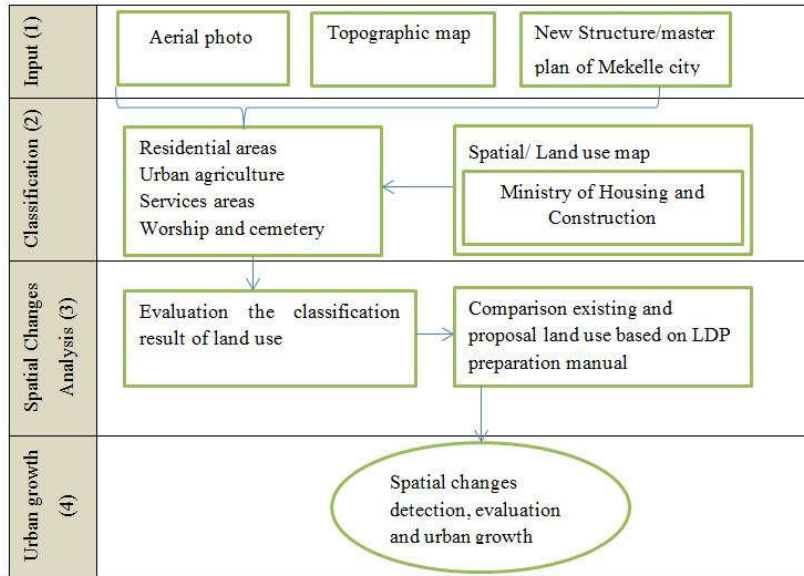 Input (1)
Aerial photo
Topographic map
New Structure/master
plan of Mekelle city
Classification (2)
Residential areas
Urban agriculture
Services areas
Worship and cemetery
Spatial/ Land use map
Ministry of Housing and
Construction
Spatial Changes
Analysis (3)
Evaluation the classification
result of land use
Comparison existing and
proposal land use based on LDP
preparation manual
Urban growth
(4)
Spatial changes
detection, evaluation
and urban growth